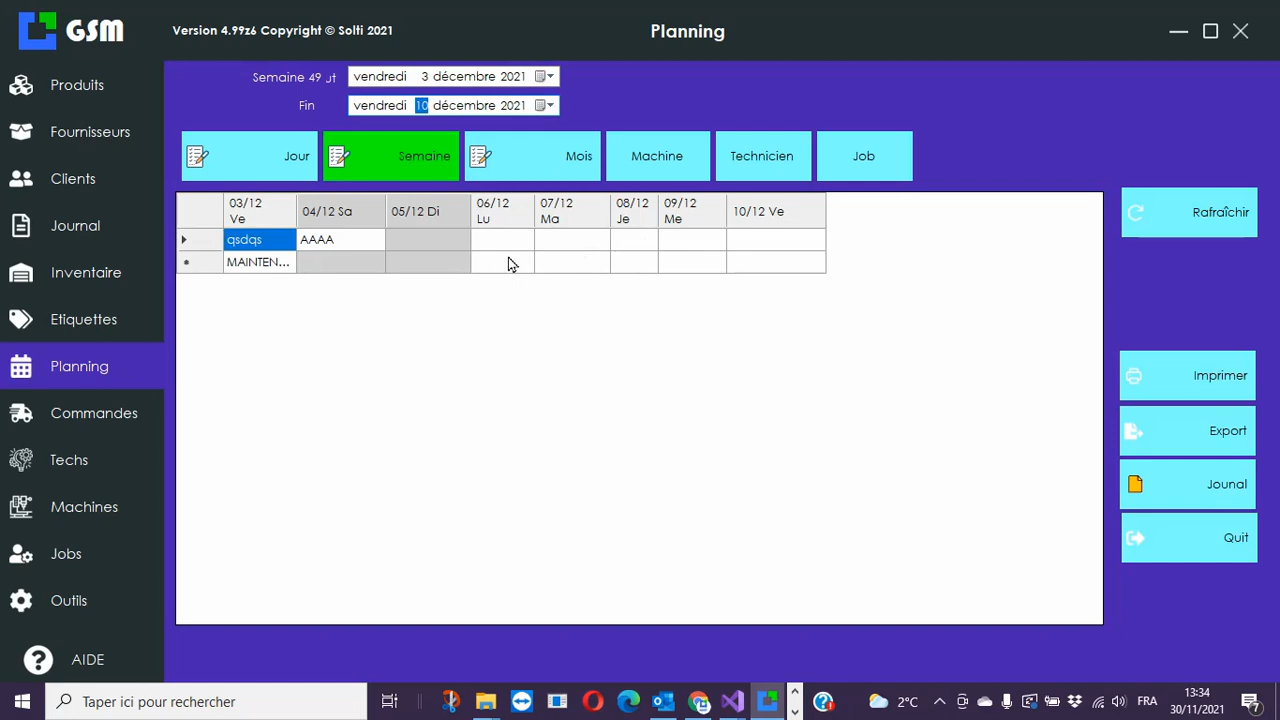 GSM
Version 4.99z6 Copyright © Solti 2021
Planning
Produits
Fournisseurs
Clients
Journal
Inventaire
Etiquettes
Planning
Commandes
Techs
Machines
Jobs
Outils
? AIDE
Semaine 49
vendredi 3 décembre 2021
Fin
vendredi 10 décembre 2021
Jour
Semaine
Mois
Machine
Technicien
Job
03/12 Ve
04/12 Sa
05/12 Di
06/12 Lu
07/12 Ma
08/12 Je
09/12 Me
10/12 Ve
qsdqs
AAAA
MAINTEN...
Rafraîchir
Imprimer
Export
Jounal
Quit
Taper ici pour rechercher
2°C
FRA
13:34
30/11/2021
7